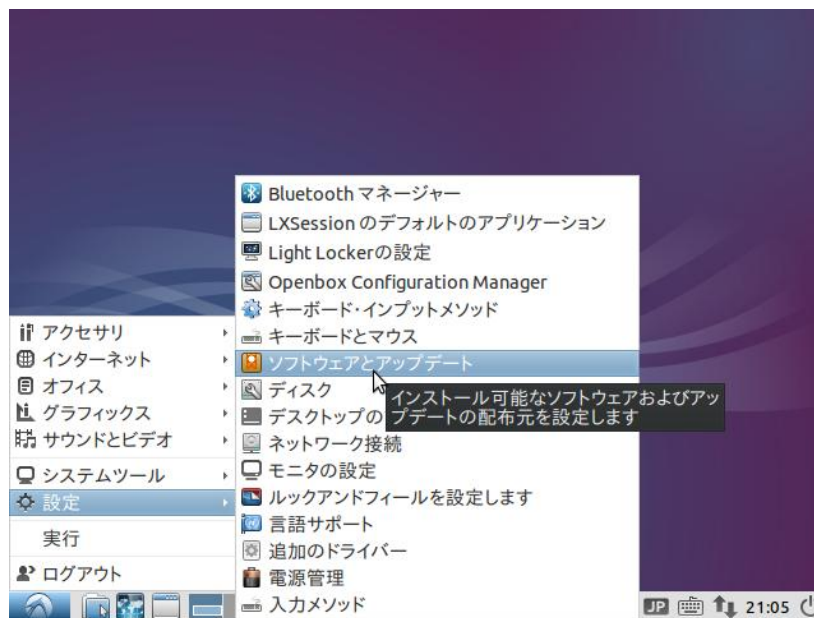 Bluetooth マネージャー
LXSession のデフォルトのアプリケーション
Light Lockerの設定
Openbox Configuration Manager
キーボード・インプットメソッド
キーボードとマウス
ソフトウェアとアップデート
ディスク
デスクトップの
ネットワーク接続
モニタの設定
ルックアンドフィールを設定します
言語サポート
追加のドライバー
電源管理
入力メソッド
インストール可能なソフトウェアおよびアッ
プデートの配布元を設定します
アクセサリ
インターネット
オフィス
グラフィックス
サウンドとビデオ
システムツール
設定
実行
ログアウト
JP
21:05